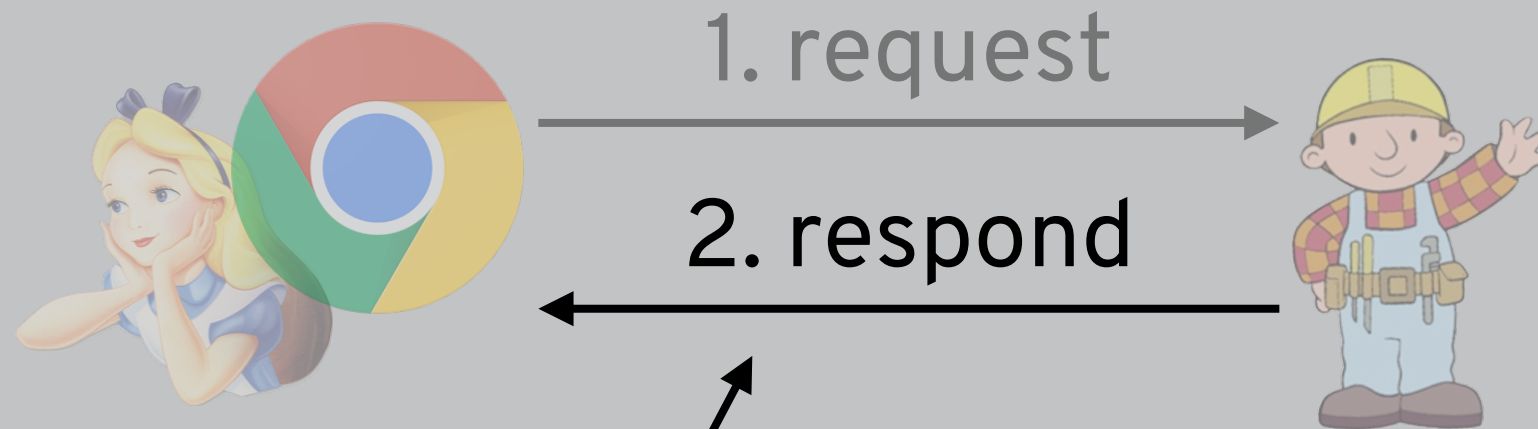 1. request
2. respond